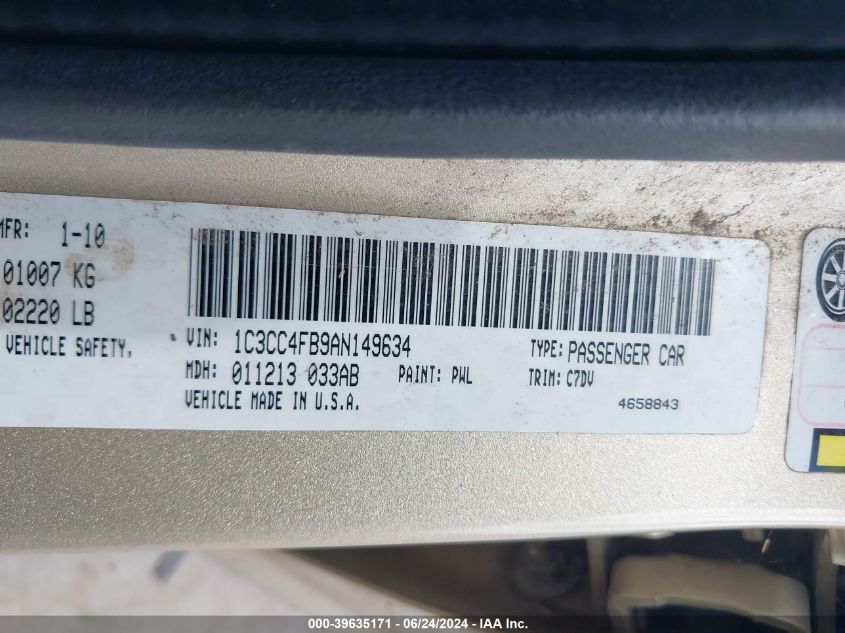 MFR: 1-10
01007 KG
02220 LB
VEHICLE SAFETY,
VIN: 1C3CC4FB9AN149634
TYPE: PASSENGER CAR
MDH: 011213 033AB
PAINT: PWL
TRIM: C7DV
VEHICLE MADE IN U.S.A.
4658843
000-39635171 - 06/24/2024 - IAA Inc.